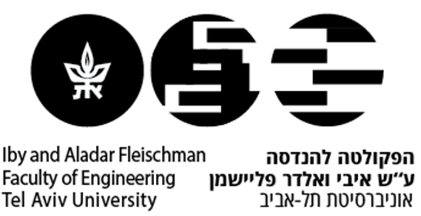 Iby and Aladar Fleischman
Faculty of Engineering
Tel Aviv University
הפקולטה להנדסה
ע״ש איבי ואלדר פליישמן
אוניברסיטת תל-אביב